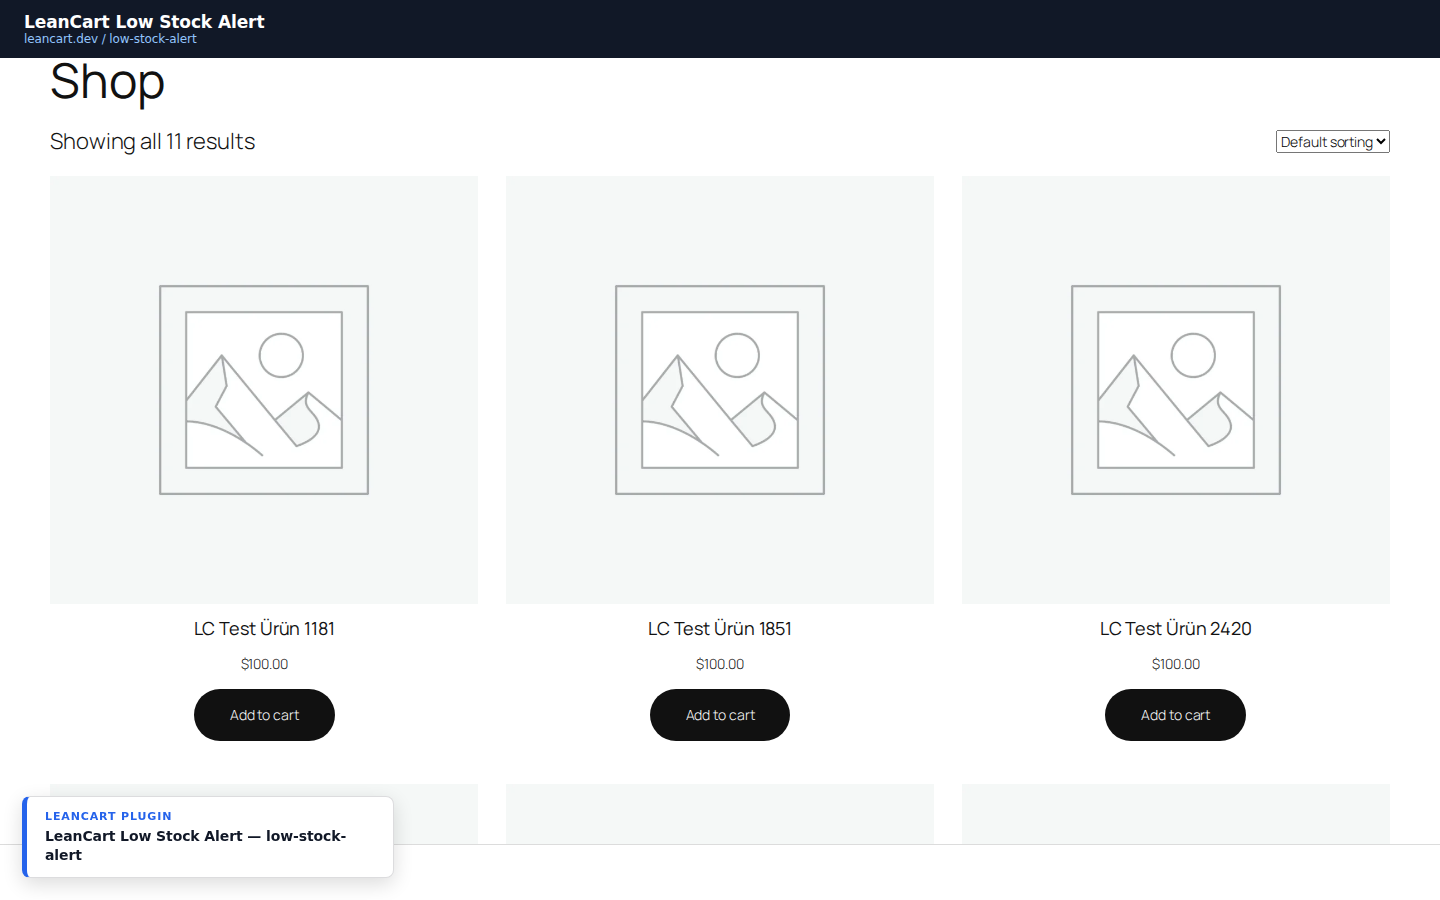 LeanCart Low Stock Alert
leancart.dev / low-stock-alert
Shop
Showing all 11 results
Default sorting
LC Test Ürün 1181
LC Test Ürün 1851
LC Test Ürün 2420
$100.00
$100.00
$100.00
Add to cart
Add to cart
Add to cart
LEANCART PLUGIN
LeanCart Low Stock Alert — low-stock-
alert